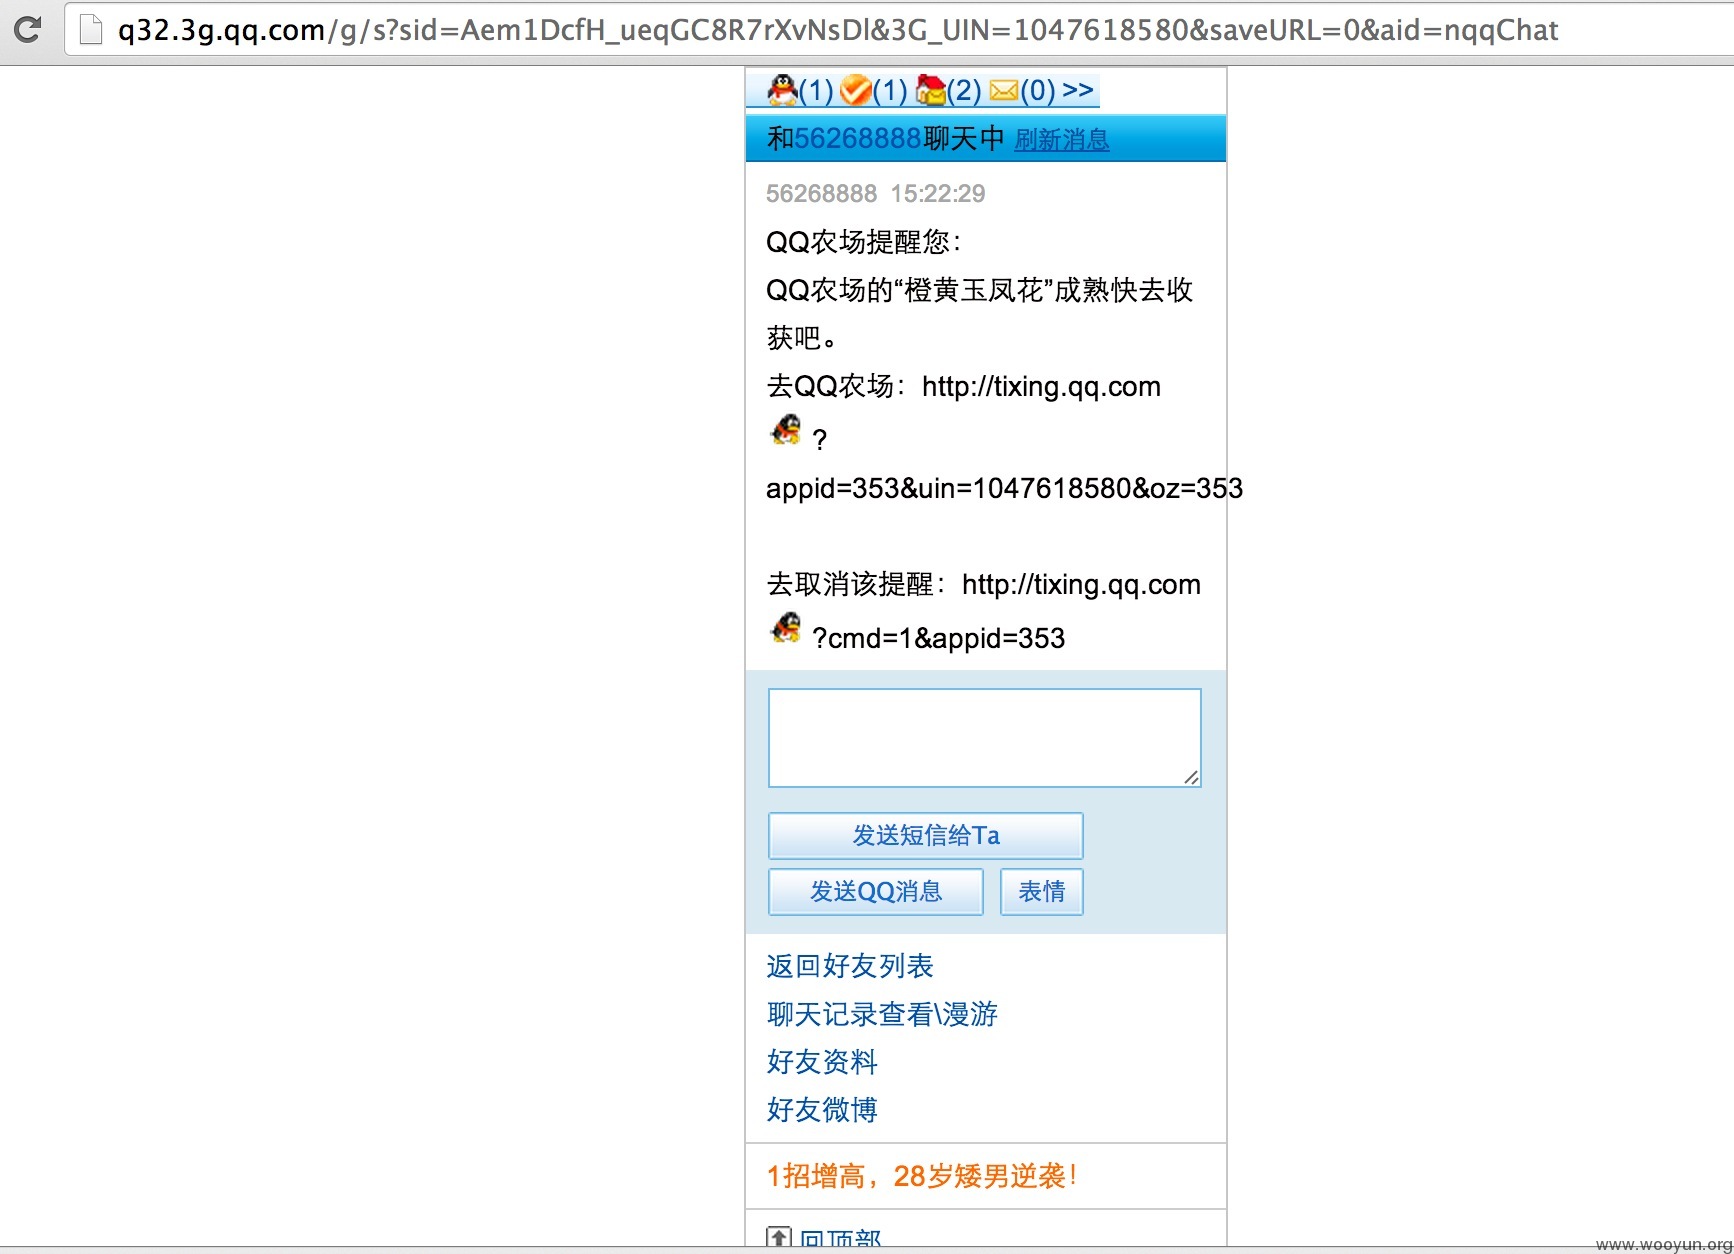 q32.3g.qq.com/g/s?sid=Aem1DcfH_ueqGC8R7rXvNsDl&3G_UIN=1047618580&saveURL=0&aid=nqqChat
(1) (1) (2) (0) >>
和56268888聊天中 刷新消息
56268888 15:22:29
QQ农场提醒您：
QQ农场的“橙黄玉凤花”成熟快去收
获吧。
去QQ农场：http://tixing.qq.com
?
appid=353&uin=1047618580&oz=353
去取消该提醒：http://tixing.qq.com
?cmd=1&appid=353
发送短信给Ta
发送QQ消息 表情
返回好友列表
聊天记录查看\漫游
好友资料
好友微博
1招增高，28岁矮男逆袭！
回顶部
www.wooyun.org